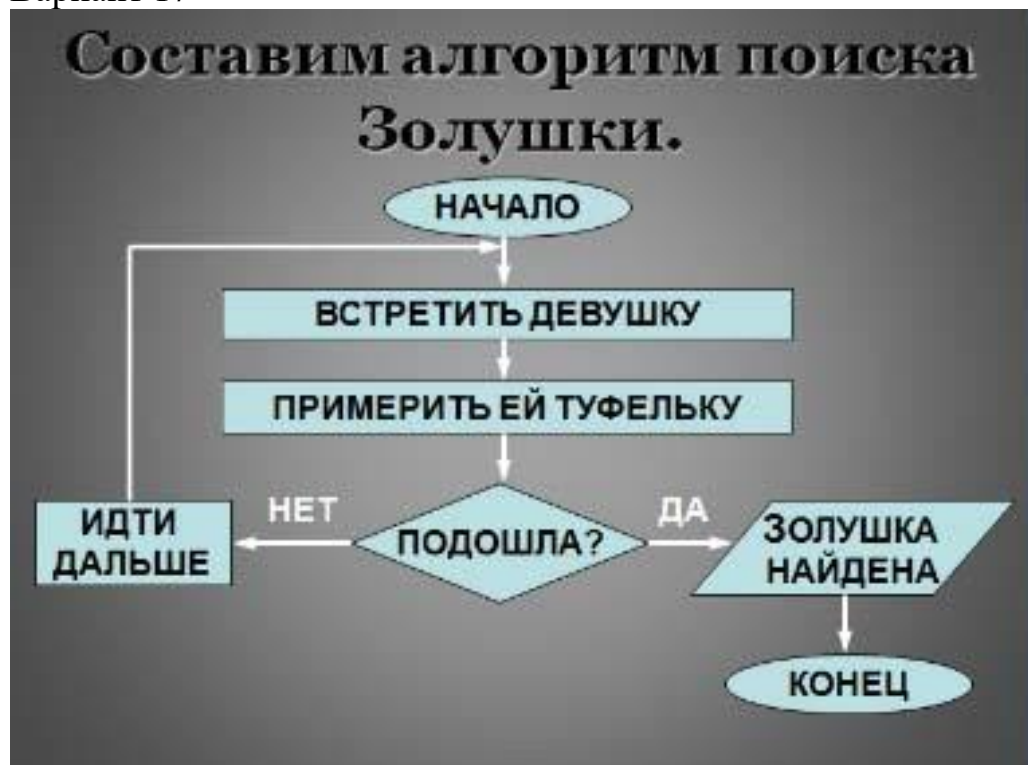 Составим алгоритм поиска
Золушки.
НАЧАЛО
ВСТРЕТИТЬ ДЕВУШКУ
ПРИМЕРИТЬ ЕЙ ТУФЕЛЬКУ
ПОДОШЛА?
НЕТ
ИДТИ
ДАЛЬШЕ
ДА
ЗОЛУШКА
НАЙДЕНА
КОНЕЦ